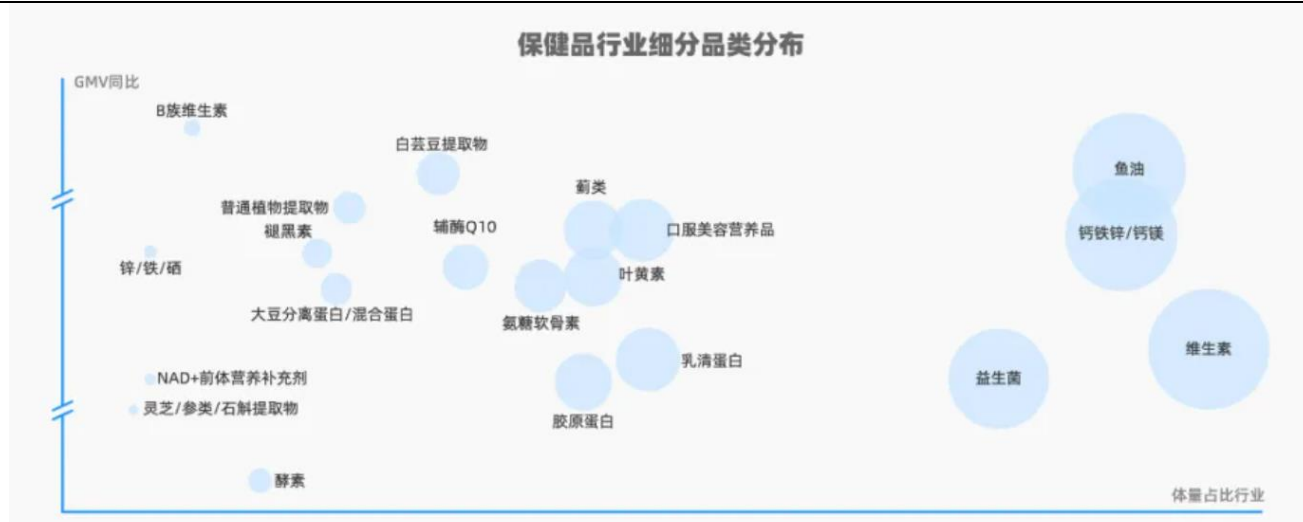 保健品行业细分品类分布
GMV同比
B族维生素
白芸豆提取物
鱼油
蓟类
普通植物提取物
辅酶Q10
口服美容营养品
褪黑素
钙铁锌/钙镁
锌/铁/硒
叶黄素
大豆分离蛋白/混合蛋白
氨糖软骨素
维生素
乳清蛋白
NAD+前体营养补充剂
益生菌
灵芝/参类/石斛提取物
胶原蛋白
酵素
体量占比行业